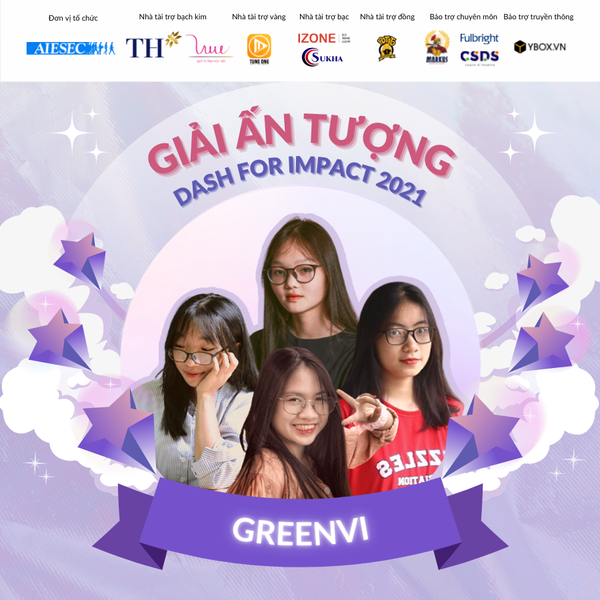 Đơn vị tổ chức
Nhà tài trợ bạch kim
Nhà tài trợ vàng
Nhà tài trợ bạc
Nhà tài trợ đồng
Bảo trợ chuyên môn
Bảo trợ truyền thông
AIESEC
TH
true
TUNE ONE
IZONE
SUKHA
MARKUS
Fulbright
CSDS
YBOX.VN
GIẢI ẤN TƯỢNG
DASH FOR IMPACT 2021
GREENVI